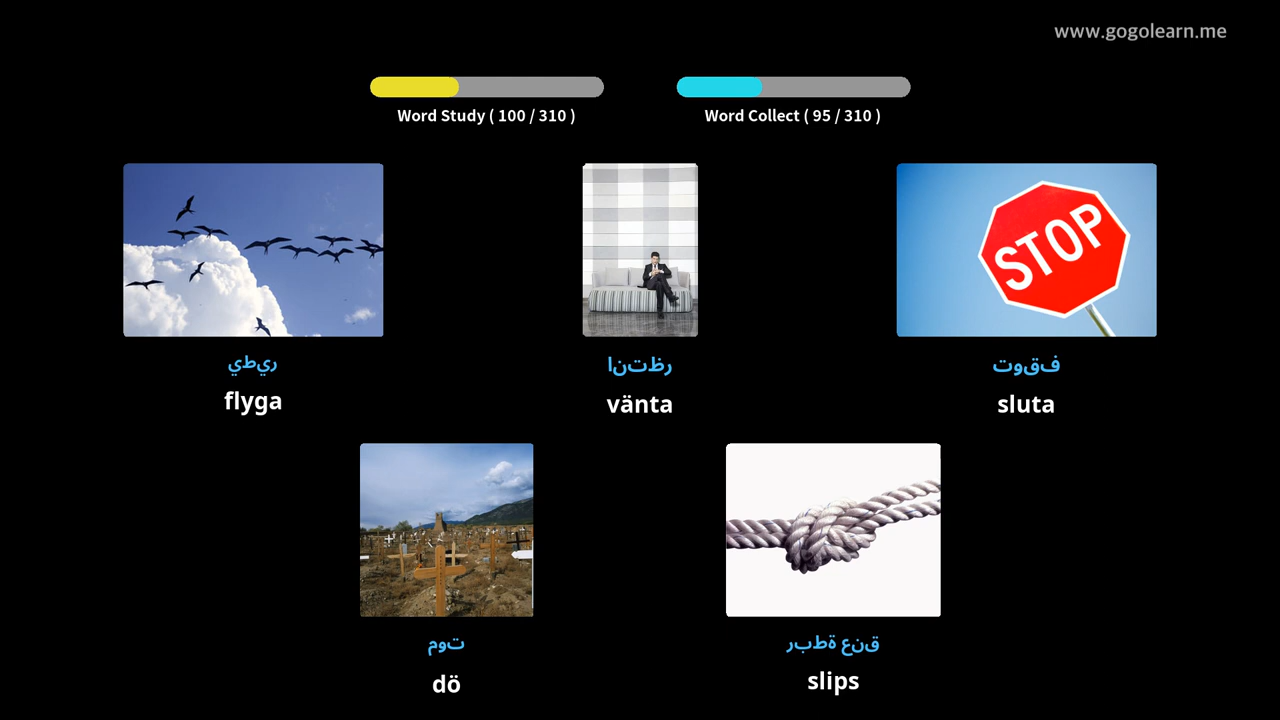 www.gogolearn.me
Word Study ( 100 / 310 )
Word Collect ( 95 / 310 )
STOP
ريطي
رظتنا
فقوت
flyga
vänta
sluta
توم
قنع ةطبر
dö
slips